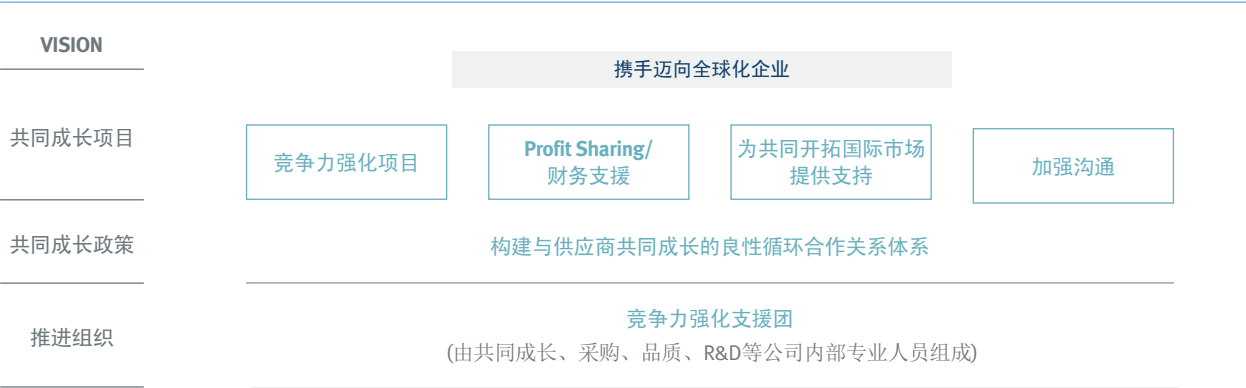 VISION
携手迈向全球化企业
共同成长项目
竞争力强化项目
Profit Sharing/
财务支援
为共同开拓国际市场
提供支持
加强沟通
共同成长政策
构建与供应商共同成长的良性循环合作关系体系
推进组织
竞争力强化支援团
(由共同成长、采购、品质、R&D等公司内部专业人员组成)